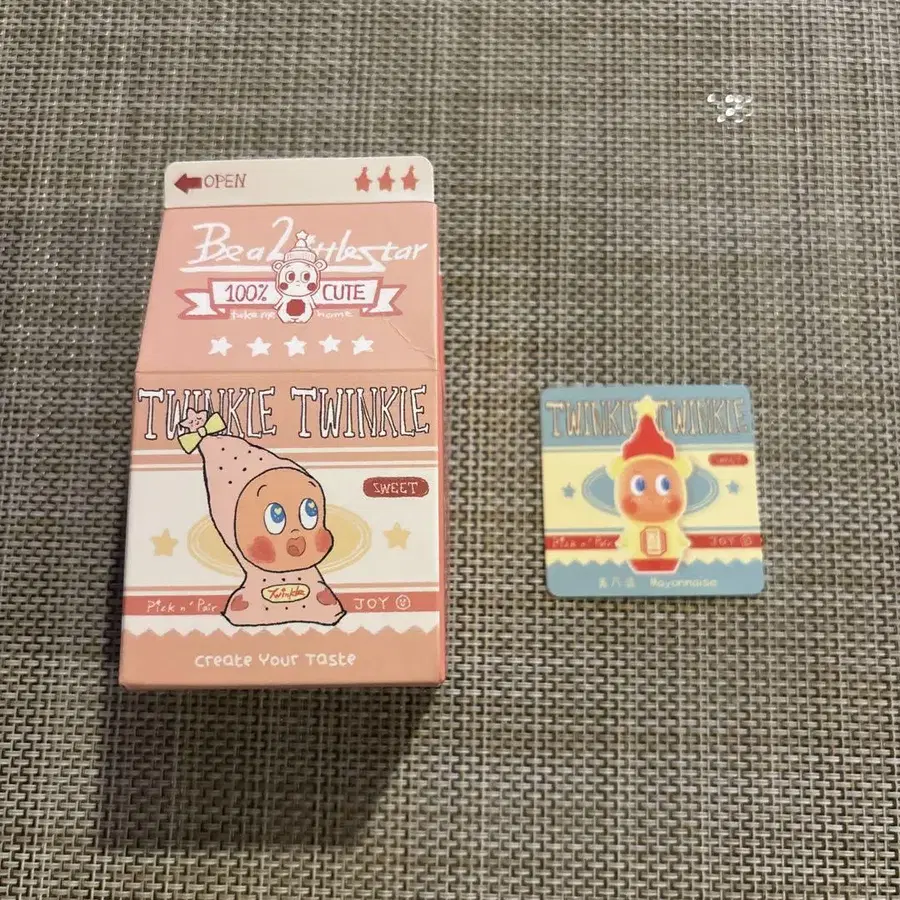 OPEN
Be a Little Star
100% CUTE
take me home
TWINKLE TWINKLE
SWEET
Twinkle
Pick n' Pair
JOY
Create Your Taste
TWINKLE TWINKLE
SWEET
Pick n' Pair
JOY
Mayonnaise